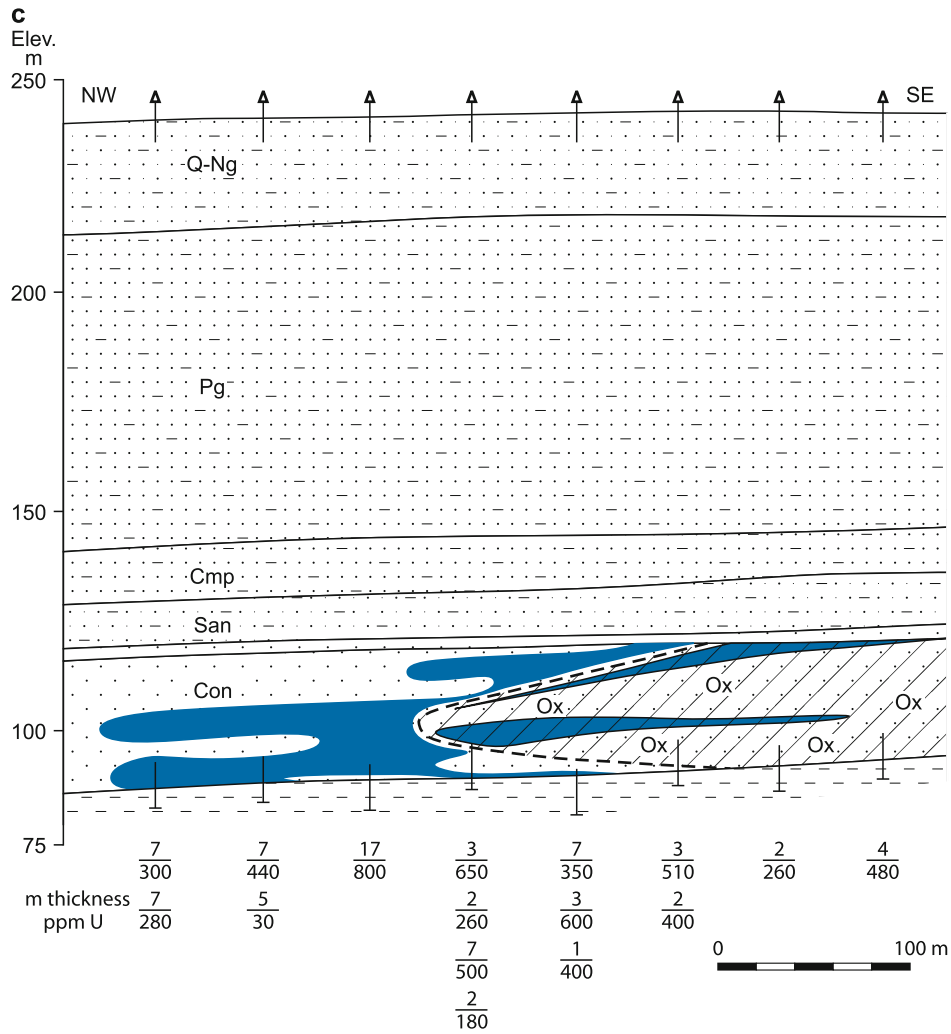 c
Elev.
m
250
NW
SE
Q-Ng
200
Pg
150
Cmp
San
Con
Ox
Ox
Ox
Ox
Ox
100
75
7 7 17 3 7 3 2 4
300 440 800 650 350 510 260 480
m thickness 7 5 2 3 2
ppm U 280 30 260 600 400
7 1
500 400
2
180
0 100 m